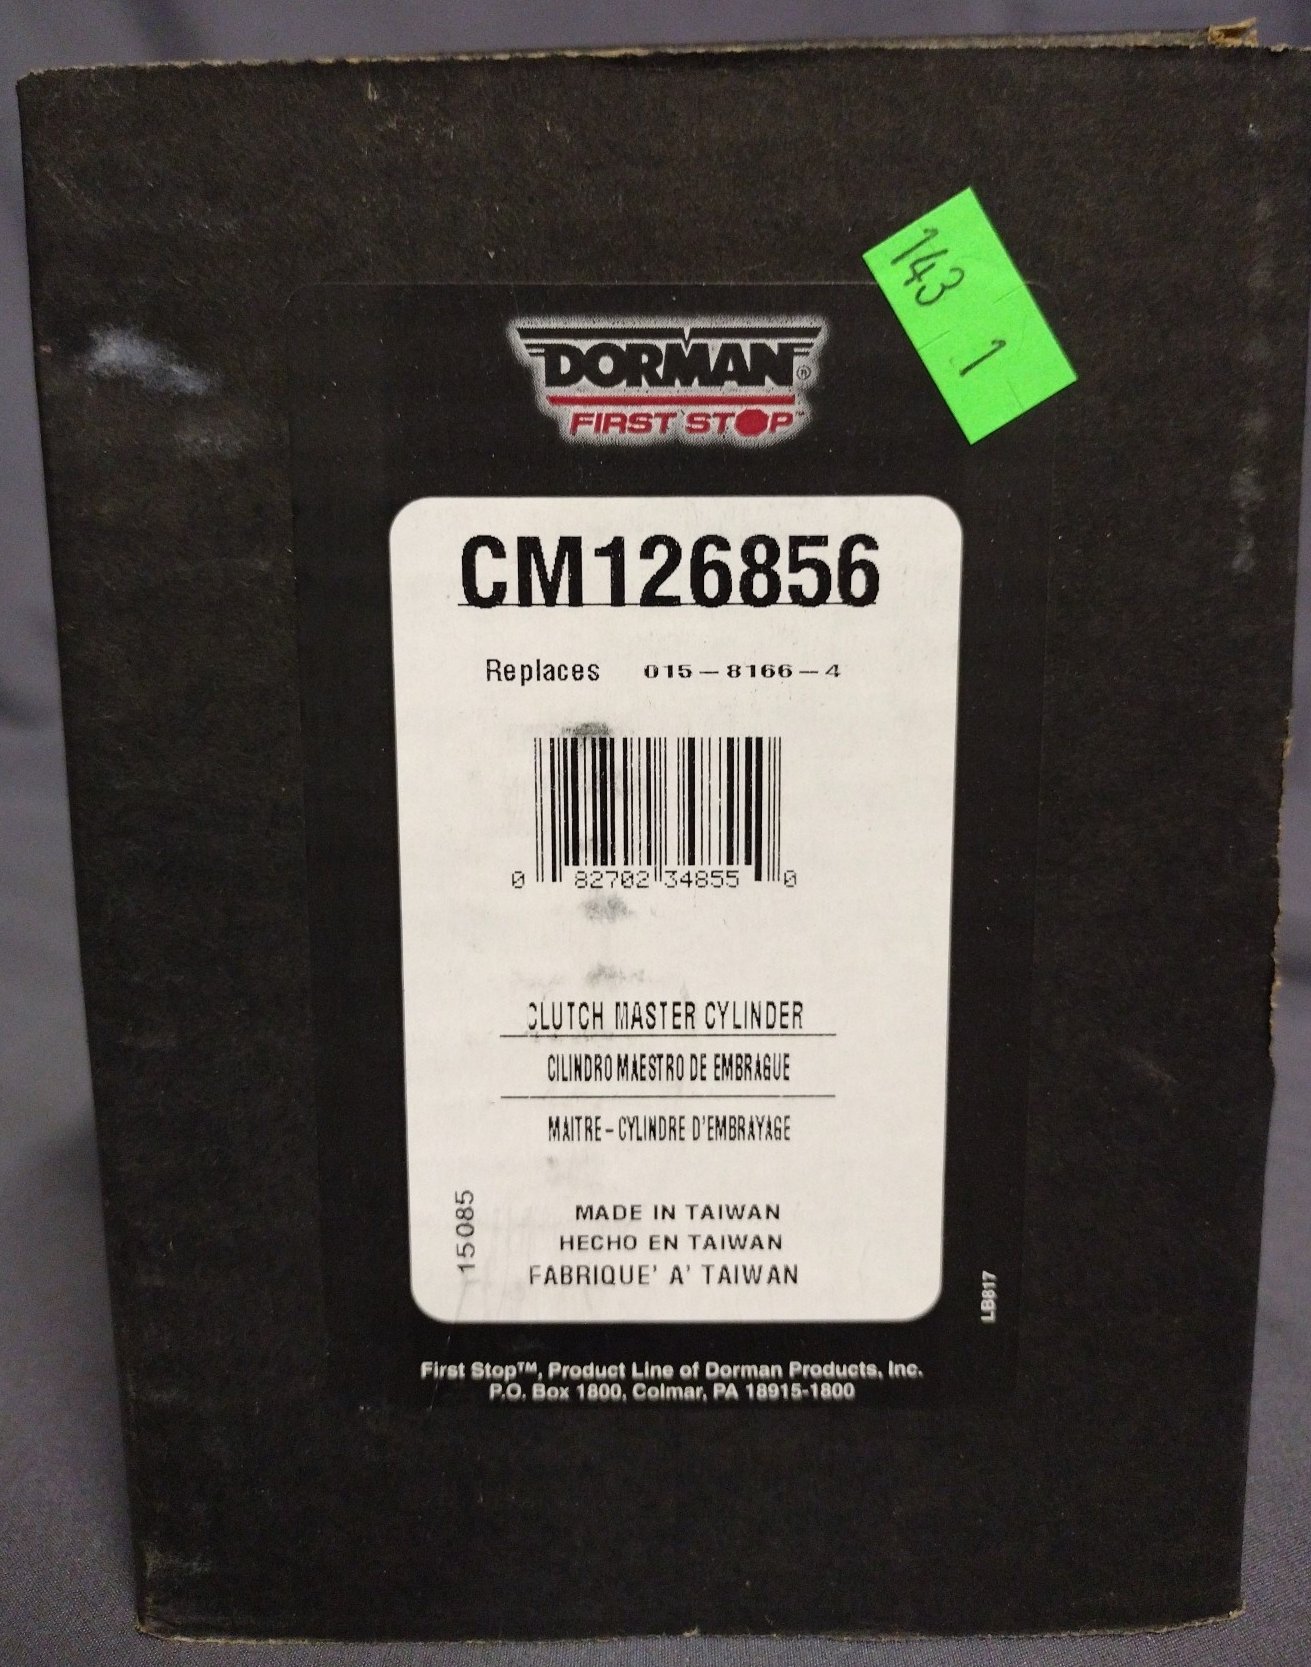 143 1
DORMAN®
FIRST STOP™
CM126856
Replaces 015-8166-4
0 82702 34855 0
CLUTCH MASTER CYLINDER
CILINDRO MAESTRO DE EMBRAGUE
MAITRE-CYLINDRE D'EMBRAYAGE
15085
MADE IN TAIWAN
HECHO EN TAIWAN
FABRIQUE' A' TAIWAN
LB817
First Stop™, Product Line of Dorman Products, Inc.
P.O. Box 1800, Colmar, PA 18915-1800